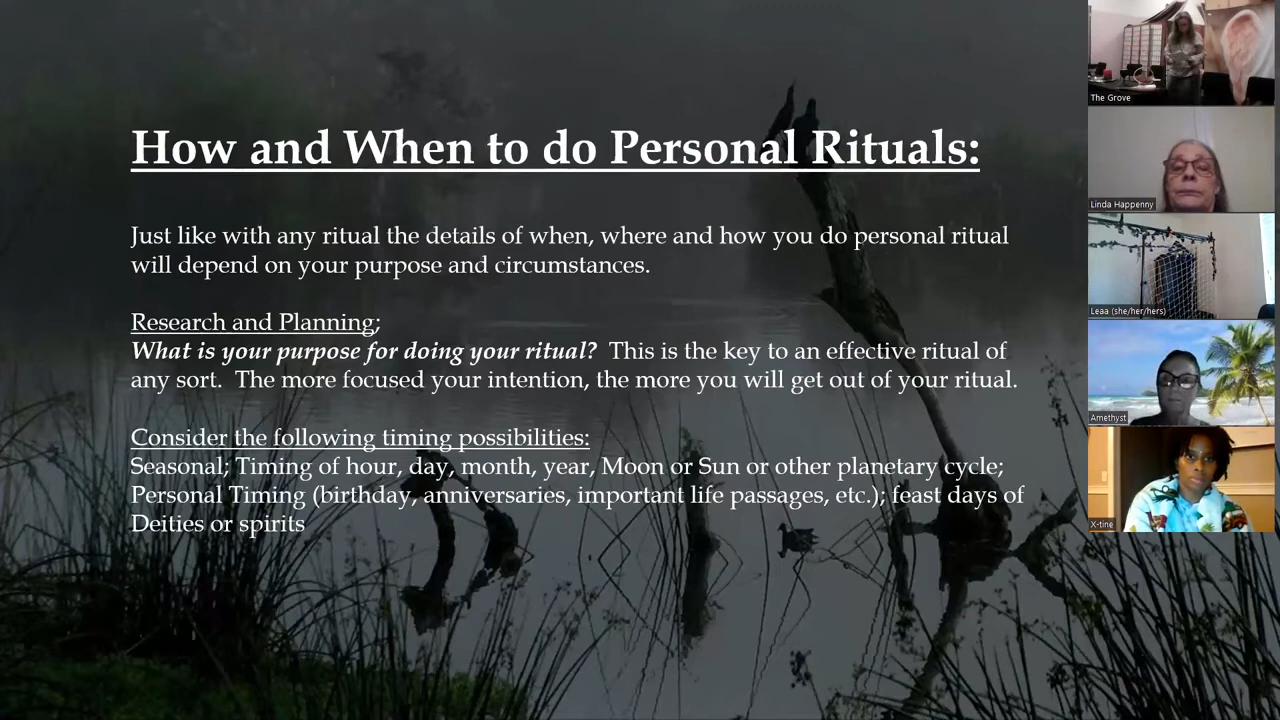 How and When to do Personal Rituals:
Just like with any ritual the details of when, where and how you do personal ritual
will depend on your purpose and circumstances.
Research and Planning;
What is your purpose for doing your ritual?  This is the key to an effective ritual of
any sort.  The more focused your intention, the more you will get out of your ritual.
Consider the following timing possibilities:
Seasonal; Timing of hour, day, month, year, Moon or Sun or other planetary cycle;
Personal Timing (birthday, anniversaries, important life passages, etc.); feast days of
Deities or spirits
The Grove
Linda Happenny
Leaa (she/her/hers)
Amethyst
X-tine